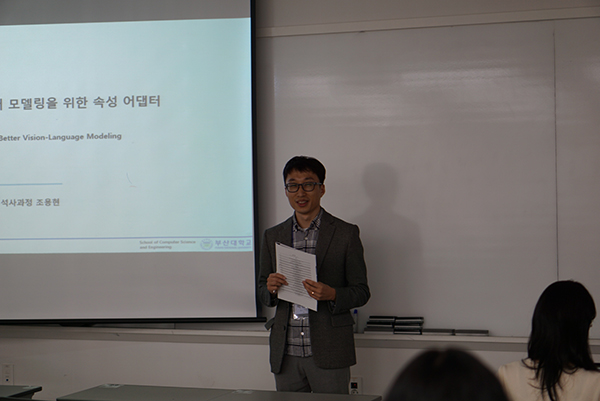 모델링을 위한 속성 어댑터
Better Vision-Language Modeling
석사과정 조용현
School of Computer Science
and Engineering
부산대학교